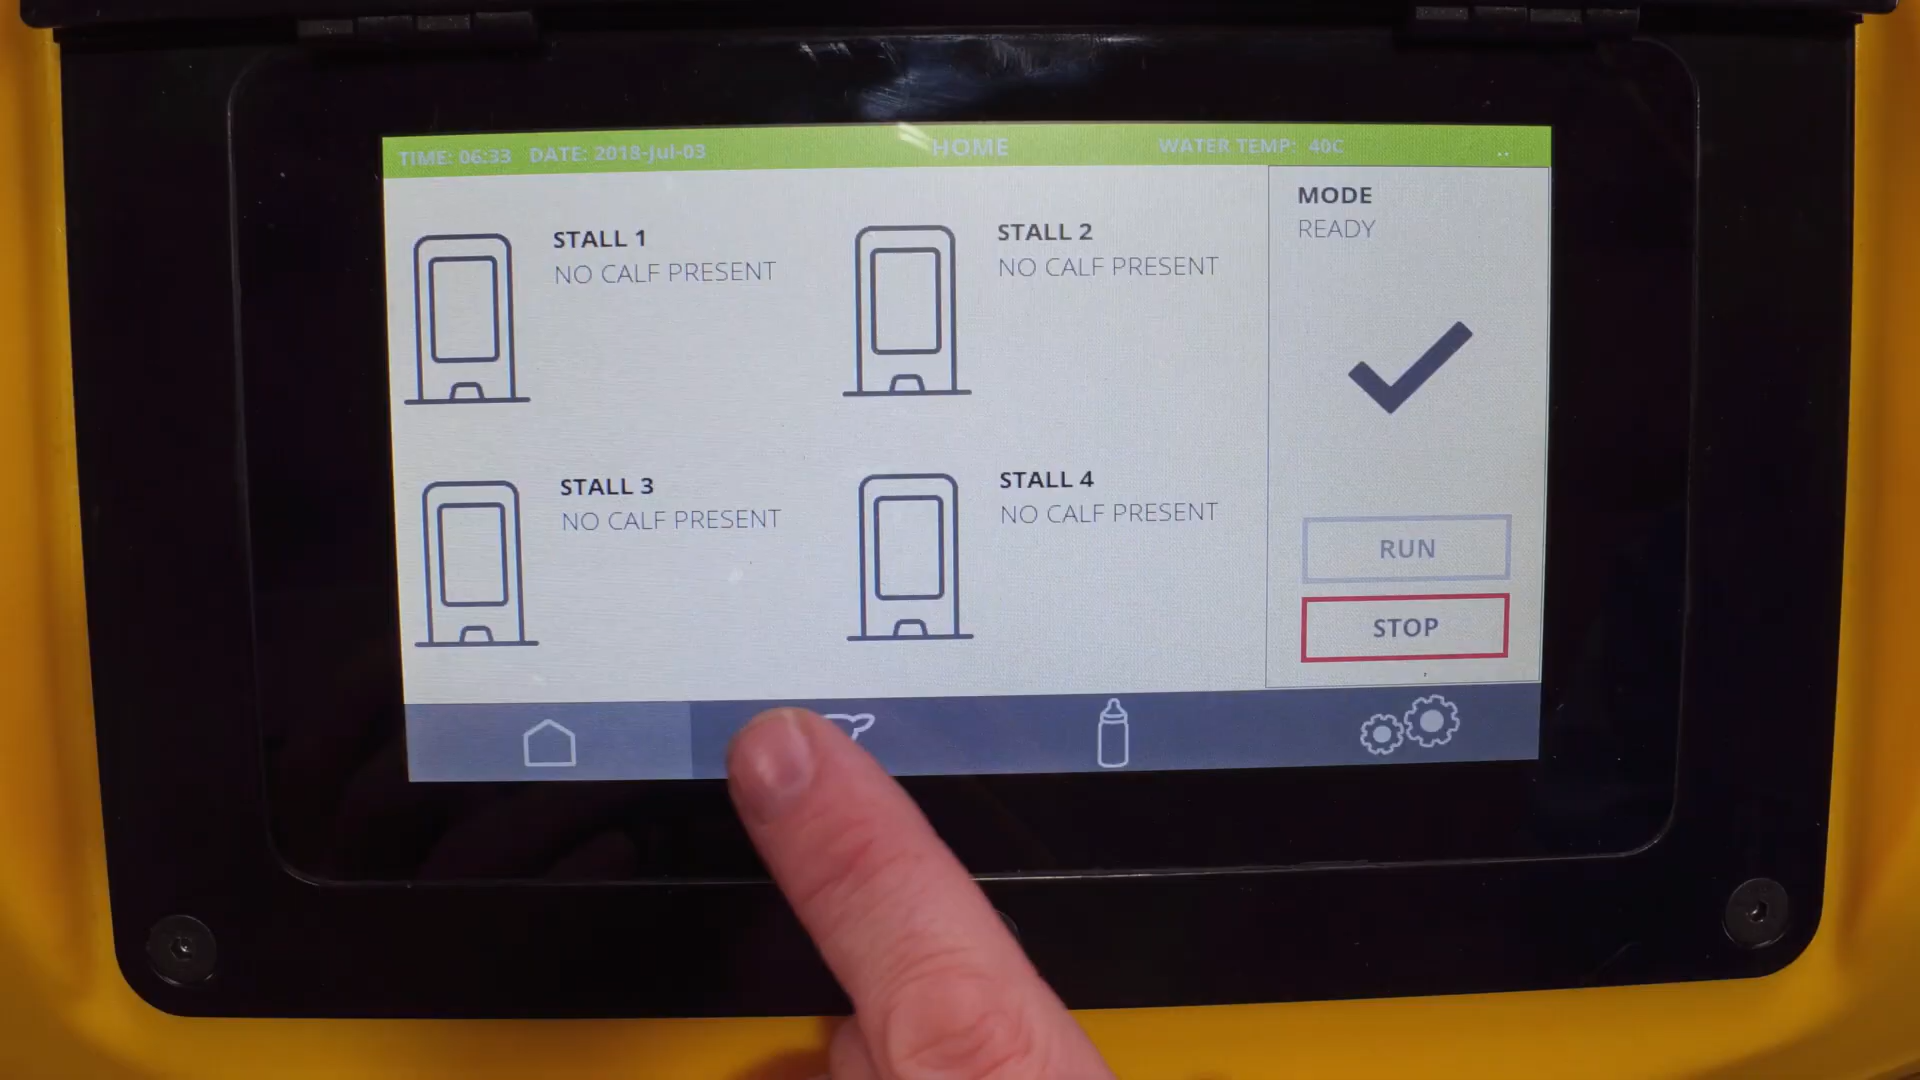 TIME: 06:33 DATE: 2018-Jul-03 HOME WATER TEMP: 40C ..
STALL 1
NO CALF PRESENT
STALL 2
NO CALF PRESENT
MODE
READY
STALL 3
NO CALF PRESENT
STALL 4
NO CALF PRESENT
RUN
STOP